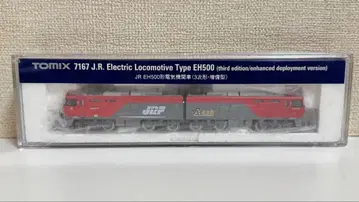 TOMIX 7167 J.R. Electric Locomotive Type EH500 (third edition/enhanced deployment version)
JR EH500形電気機関車(3次形・増備型)